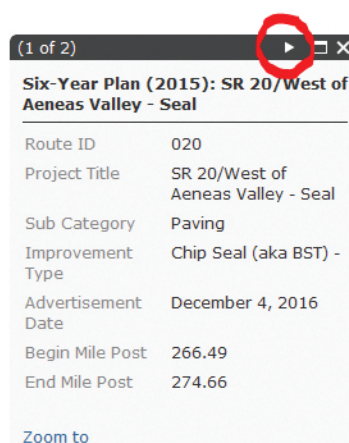 (1 of 2)
Six-Year Plan (2015): SR 20/West of
Aeneas Valley - Seal
Route ID 020
Project Title SR 20/West of
Aeneas Valley - Seal
Sub Category Paving
Improvement Chip Seal (aka BST) -
Type
Advertisement December 4, 2016
Date
Begin Mile Post 266.49
End Mile Post 274.66
Zoom to